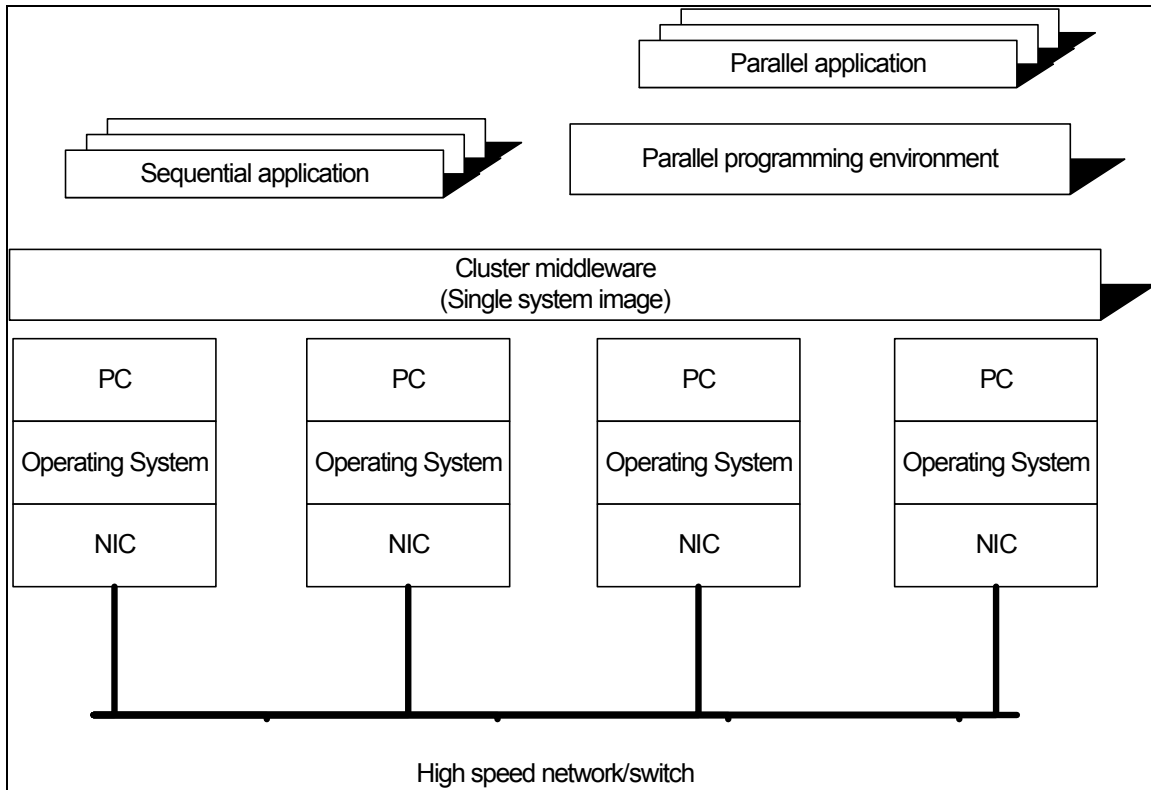 Parallel application
Sequential application
Parallel programming environment
Cluster middleware
(Single system image)
PC
PC
PC
PC
Operating System
Operating System
Operating System
Operating System
NIC
NIC
NIC
NIC
High speed network/switch